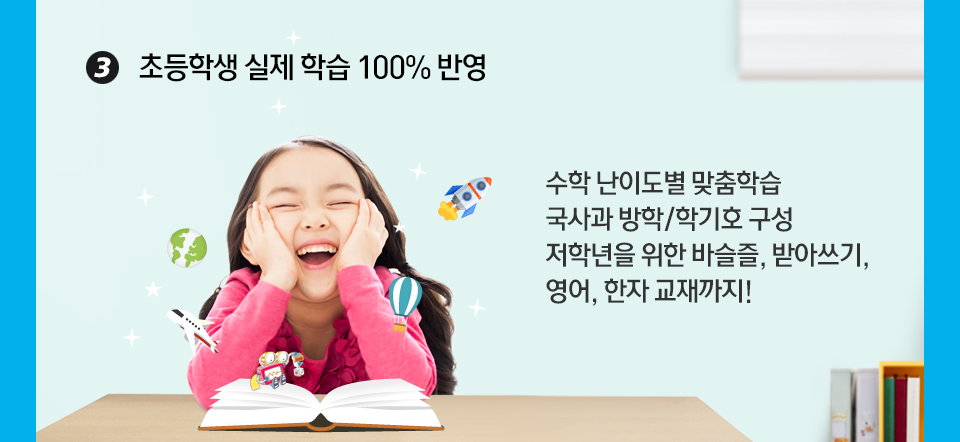 3 초등학생 실제 학습 100% 반영
수학 난이도별 맞춤학습
국사과 방학/학기호 구성
저학년을 위한 바슬즐, 받아쓰기,
영어, 한자 교재까지!